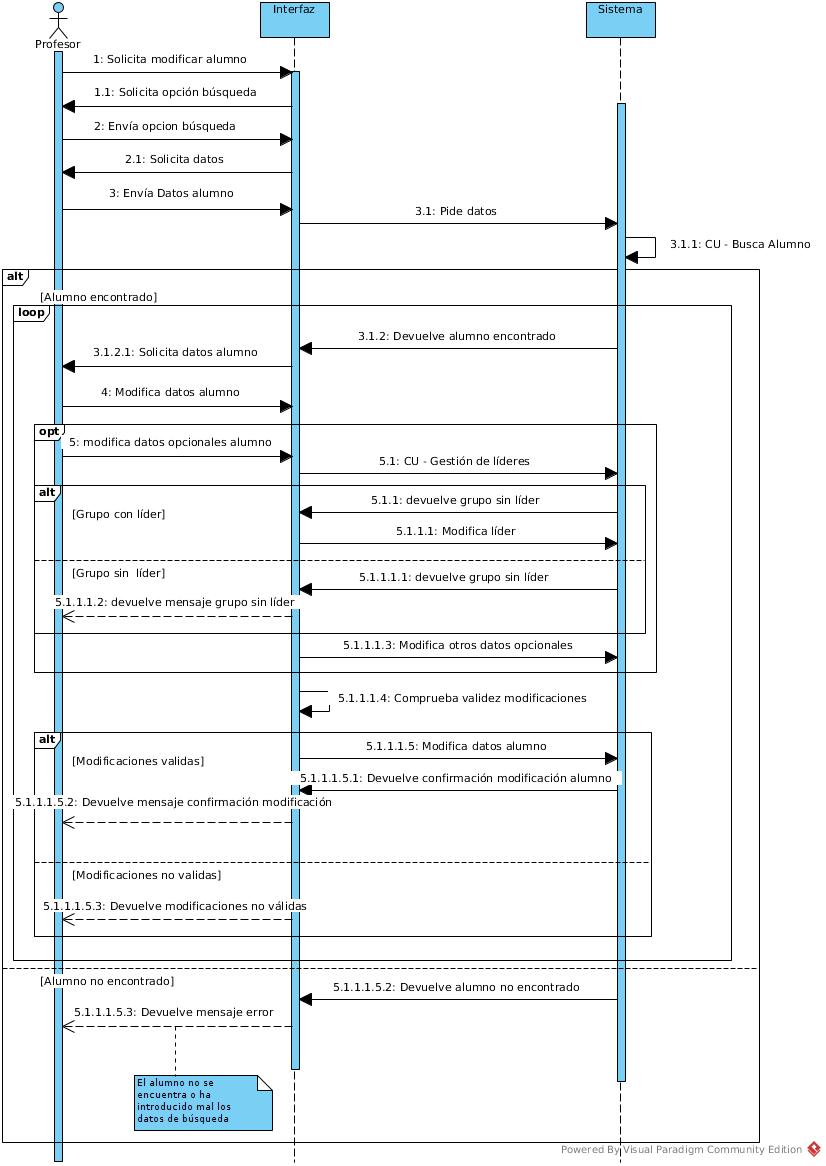 Interfaz
Sistema
Profesor
1: Solicita modificar alumno
1.1: Solicita opción búsqueda
2: Envía opcion búsqueda
2.1: Solicita datos
3: Envía Datos alumno
3.1: Pide datos
3.1.1: CU - Busca Alumno
alt
[Alumno encontrado]
loop
3.1.2: Devuelve alumno encontrado
3.1.2.1: Solicita datos alumno
4: Modifica datos alumno
opt
5: modifica datos opcionales alumno
5.1: CU - Gestión de líderes
alt
5.1.1: devuelve grupo sin líder
[Grupo con líder]
5.1.1.1: Modifica líder
[Grupo sin líder]
5.1.1.1.1: devuelve grupo sin líder
5.1.1.1.2: devuelve mensaje grupo sin líder
5.1.1.1.3: Modifica otros datos opcionales
5.1.1.1.4: Comprueba validez modificaciones
alt
5.1.1.1.5: Modifica datos alumno
[Modificaciones validas]
5.1.1.1.5.1: Devuelve confirmación modificación alumno
5.1.1.1.5.2: Devuelve mensaje confirmación modificación
[Modificaciones no validas]
5.1.1.1.5.3: Devuelve modificaciones no válidas
[Alumno no encontrado]
5.1.1.1.5.2: Devuelve alumno no encontrado
5.1.1.1.5.3: Devuelve mensaje error
El alumno no se
encuentra o ha
introducido mal los
datos de búsqueda
Powered By Visual Paradigm Community Edition